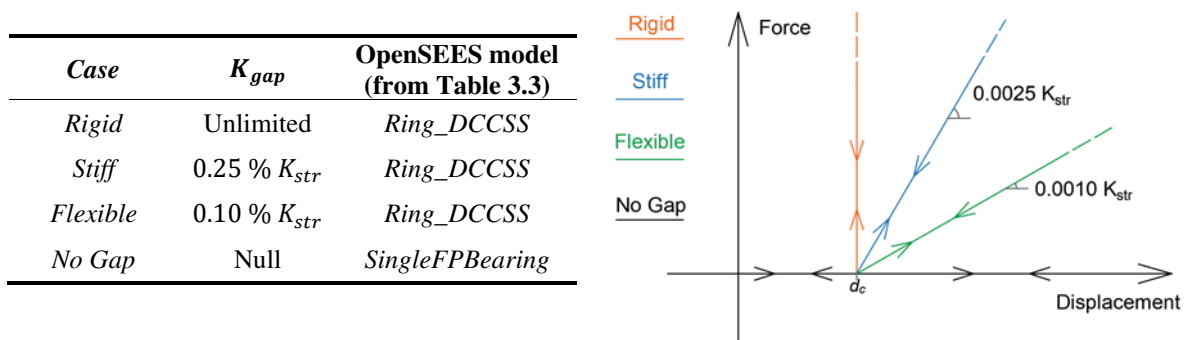 Case K_gap OpenSEES model
(from Table 3.3)
Rigid Unlimited Ring_DCCSS
Stiff 0.25 % K_str Ring_DCCSS
Flexible 0.10 % K_str Ring_DCCSS
No Gap Null SingleFPBearing
Rigid
Stiff
Flexible
No Gap
Force
0.0025 K_str
0.0010 K_str
d_c
Displacement